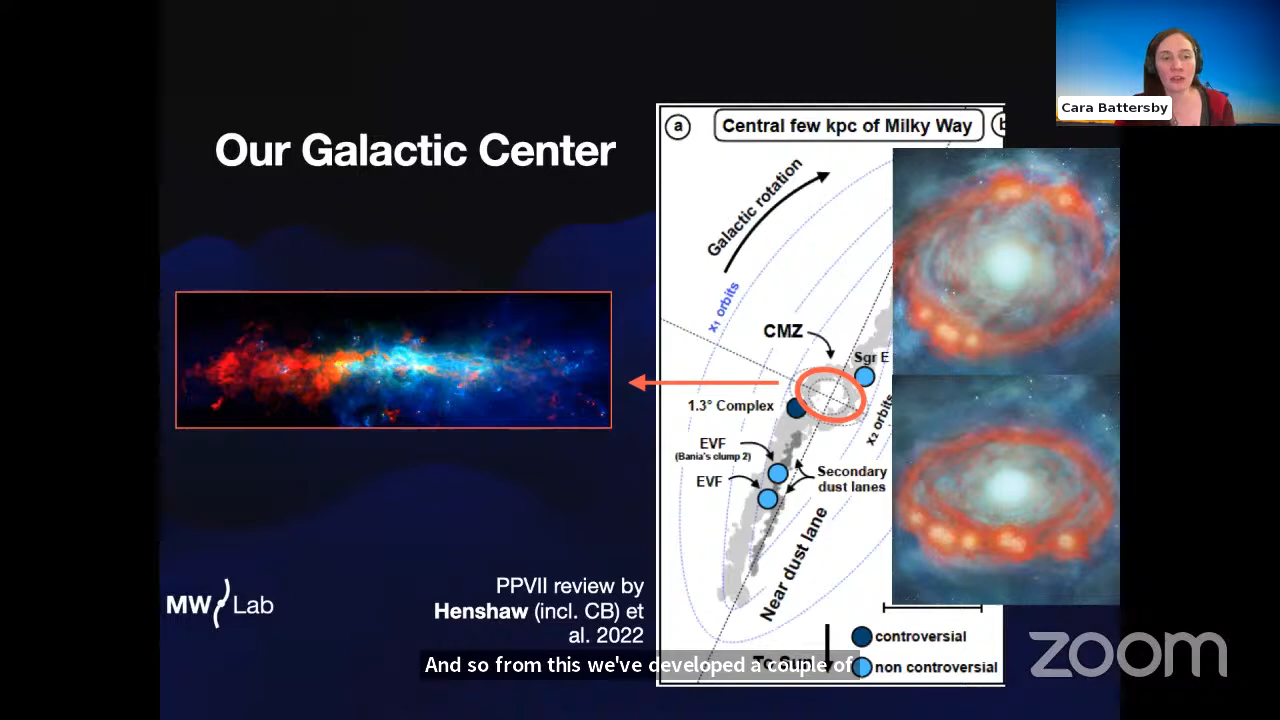 Cara Battersby
Our Galactic Center
a
Central few kpc of Milky Way
Galactic rotation
x1 orbits
CMZ
Sgr E
1.3° Complex
x2 orbits
EVF
(Bania's clump 2)
EVF
Secondary
dust lanes
Near dust lane
PPVII review by
Henshaw (incl. CB) et
al. 2022
MW Lab
controversial
non controversial
And so from this we've developed a couple of
zoom